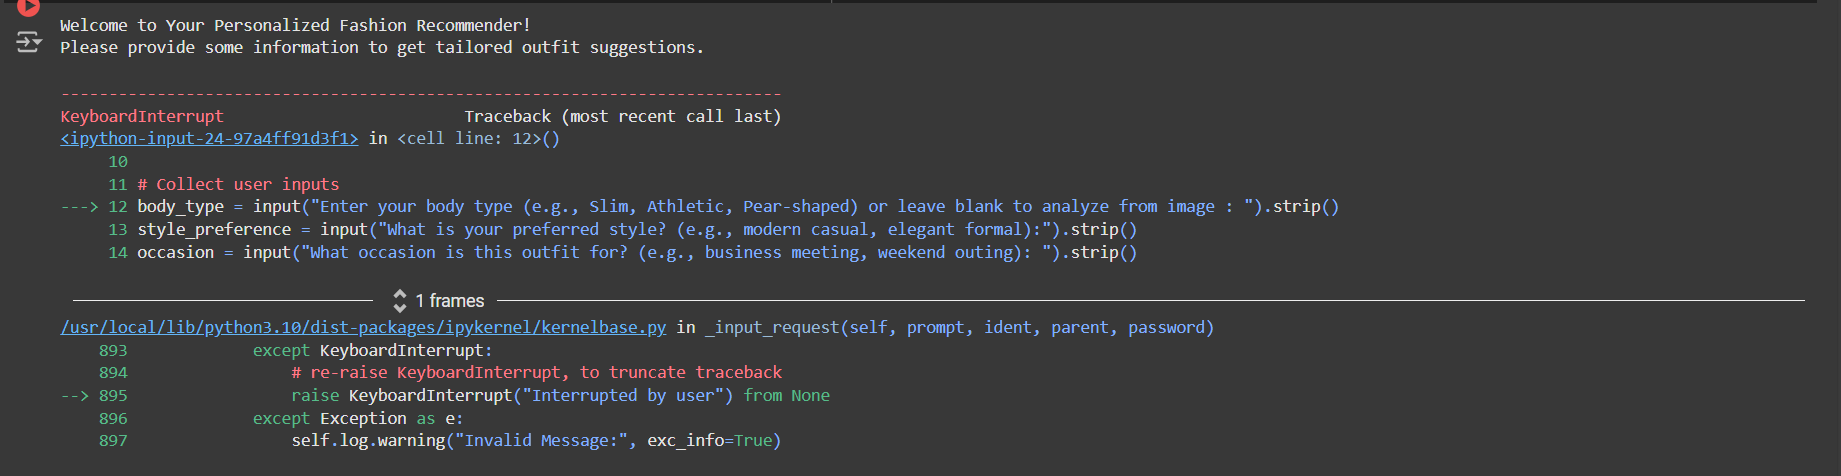 Welcome to Your Personalized Fashion Recommender!
Please provide some information to get tailored outfit suggestions.
---------------------------------------------------------------------------
KeyboardInterrupt                         Traceback (most recent call last)
<ipython-input-24-97a4ff91d3f1> in <cell line: 12>()
     10
     11 # Collect user inputs
---> 12 body_type = input("Enter your body type (e.g., Slim, Athletic, Pear-shaped) or leave blank to analyze from image : ").strip()
     13 style_preference = input("What is your preferred style? (e.g., modern casual, elegant formal):").strip()
     14 occasion = input("What occasion is this outfit for? (e.g., business meeting, weekend outing): ").strip()
1 frames
/usr/local/lib/python3.10/dist-packages/ipykernel/kernelbase.py in _input_request(self, prompt, ident, parent, password)
    893             except KeyboardInterrupt:
    894                 # re-raise KeyboardInterrupt, to truncate traceback
--> 895                 raise KeyboardInterrupt("Interrupted by user") from None
    896             except Exception as e:
    897                 self.log.warning("Invalid Message:", exc_info=True)